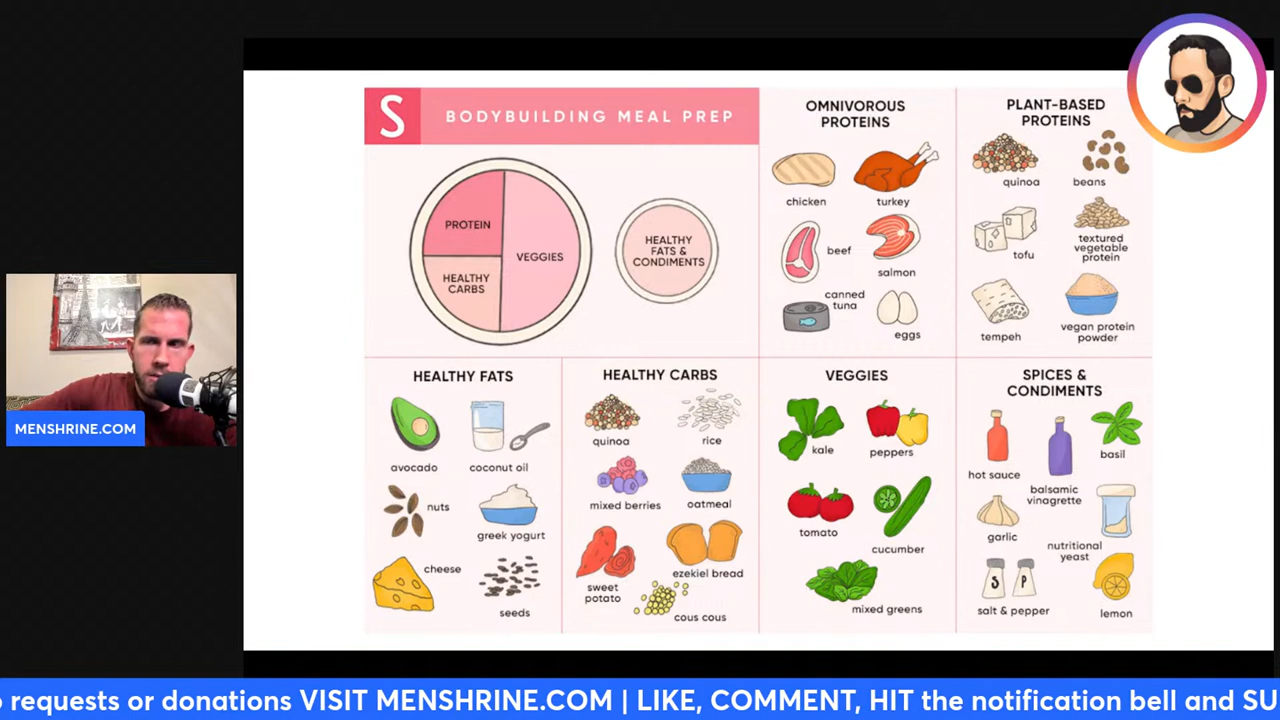 S
BODYBUILDING MEAL PREP
PROTEIN
VEGGIES
HEALTHY
CARBS
HEALTHY
FATS &
CONDIMENTS
OMNIVOROUS
PROTEINS
chicken
turkey
beef
salmon
canned
tuna
eggs
PLANT-BASED
PROTEINS
quinoa
beans
tofu
textured
vegetable
protein
tempeh
vegan protein
powder
HEALTHY FATS
avocado
coconut oil
nuts
greek yogurt
cheese
seeds
HEALTHY CARBS
quinoa
rice
mixed berries
oatmeal
sweet
potato
ezekiel bread
cous cous
VEGGIES
kale
peppers
tomato
cucumber
mixed greens
SPICES &
CONDIMENTS
hot sauce
balsamic
vinagrette
basil
garlic
nutritional
yeast
S P
salt & pepper
lemon
MENSHRINE.COM
requests or donations VISIT MENSHRINE.COM | LIKE, COMMENT, HIT the notification bell and SU